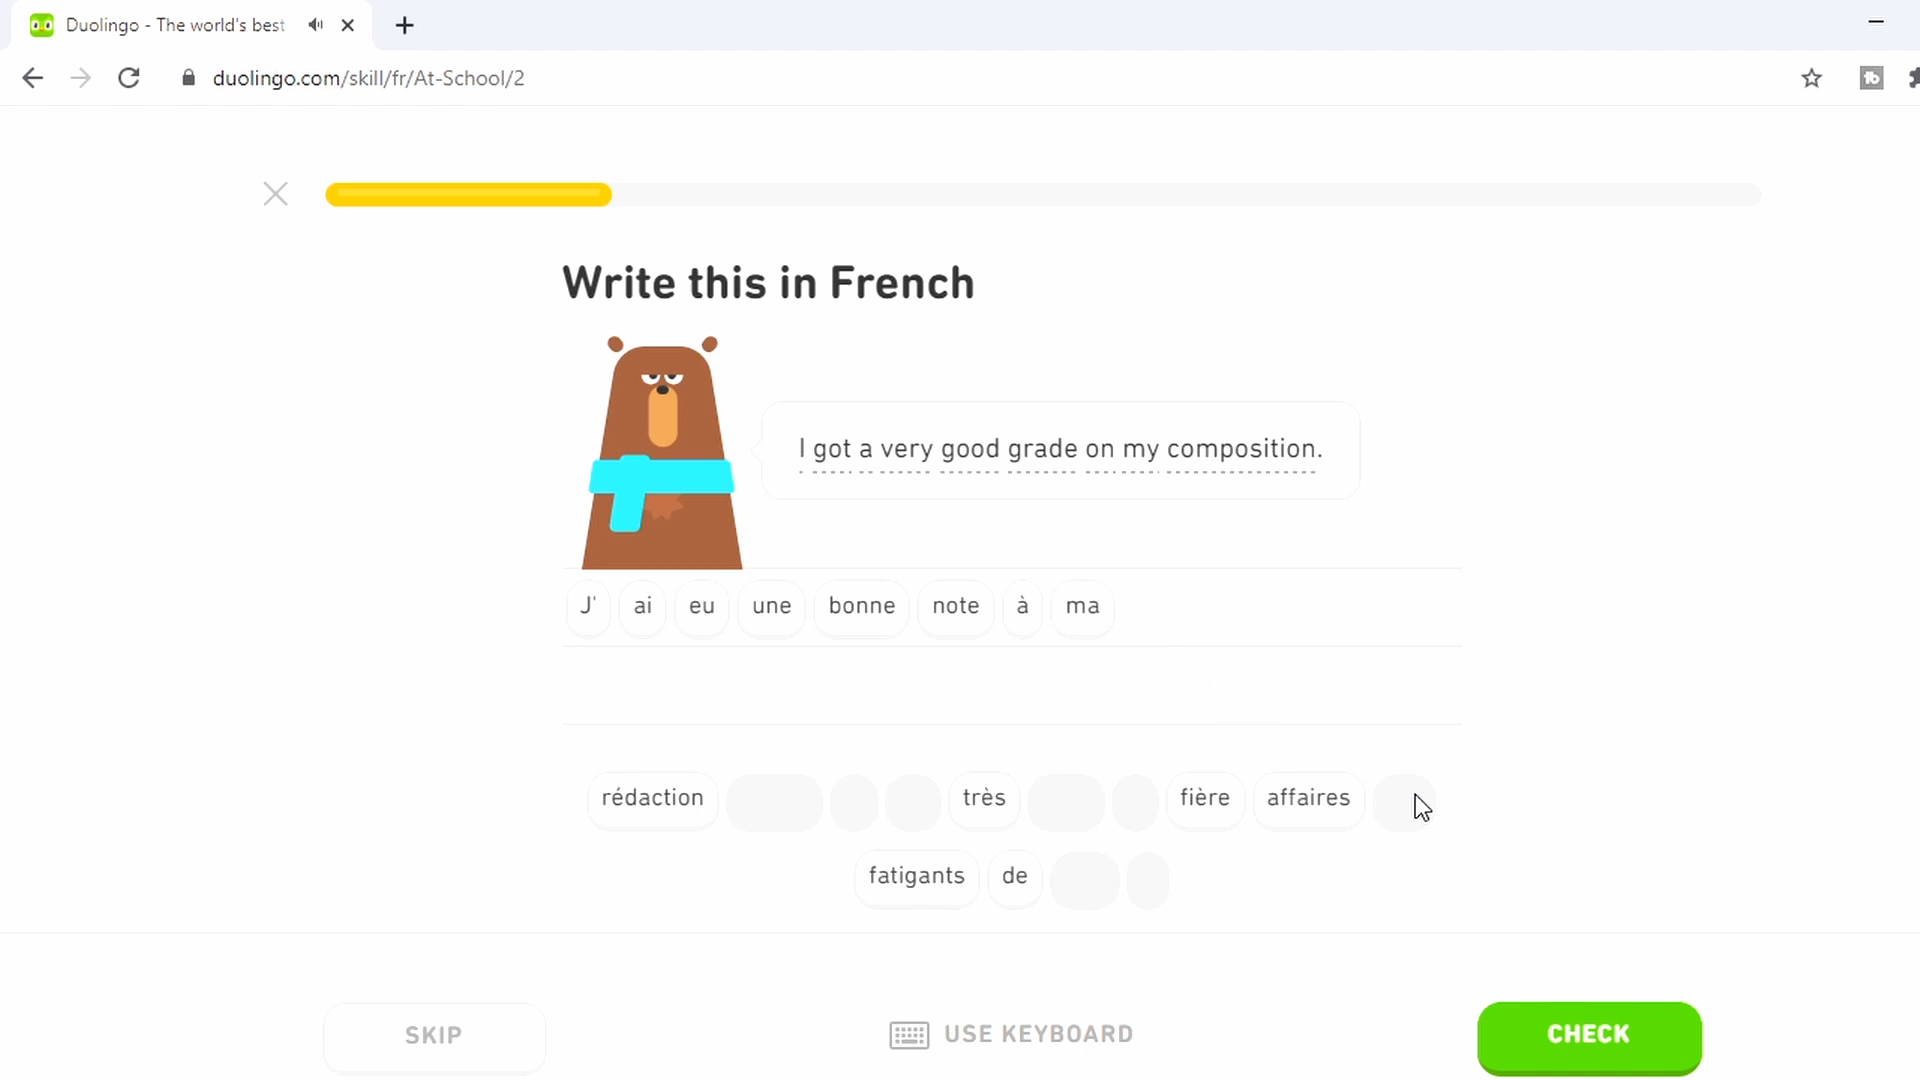 Duolingo - The world's best
duolingo.com/skill/fr/At-School/2
Write this in French
I got a very good grade on my composition.
J' ai eu une bonne note à ma
rédaction très fière affaires
fatigants de
SKIP USE KEYBOARD CHECK